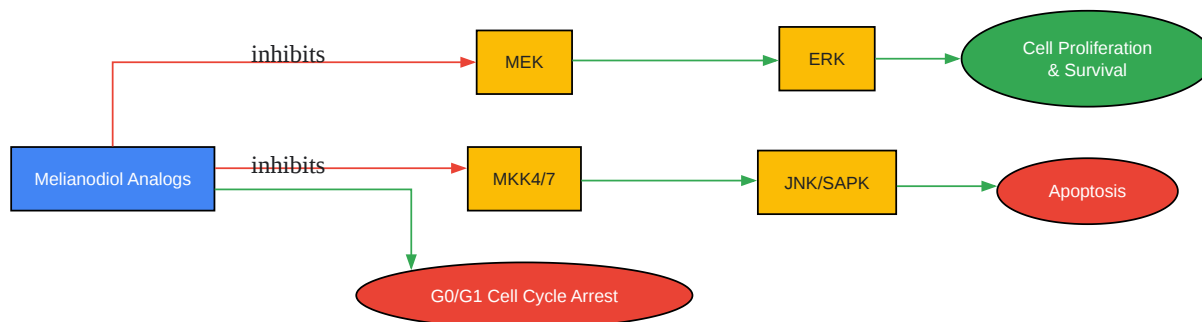 inhibits
MEK
ERK
Cell Proliferation
& Survival
Melianodiol Analogs
inhibits
MKK4/7
JNK/SAPK
Apoptosis
G0/G1 Cell Cycle Arrest